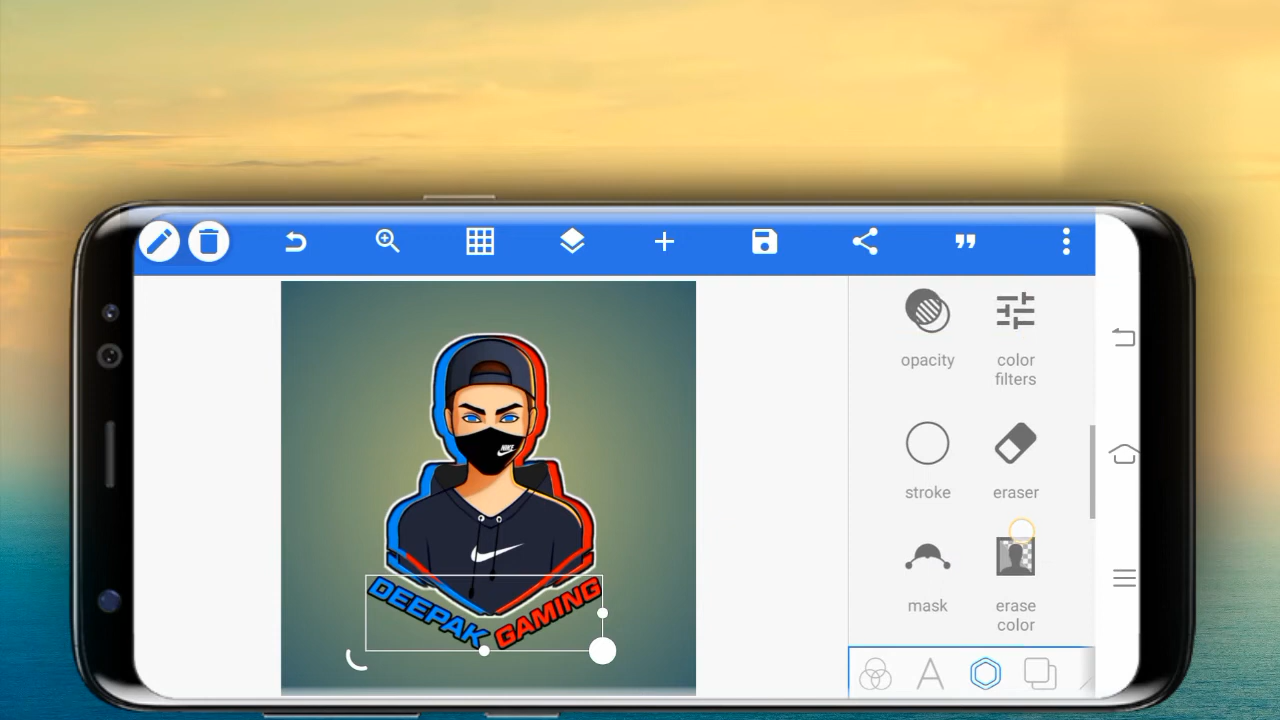 opacity
color
filters
stroke
eraser
mask
erase
color
NIKE
DEEPAK GAMING